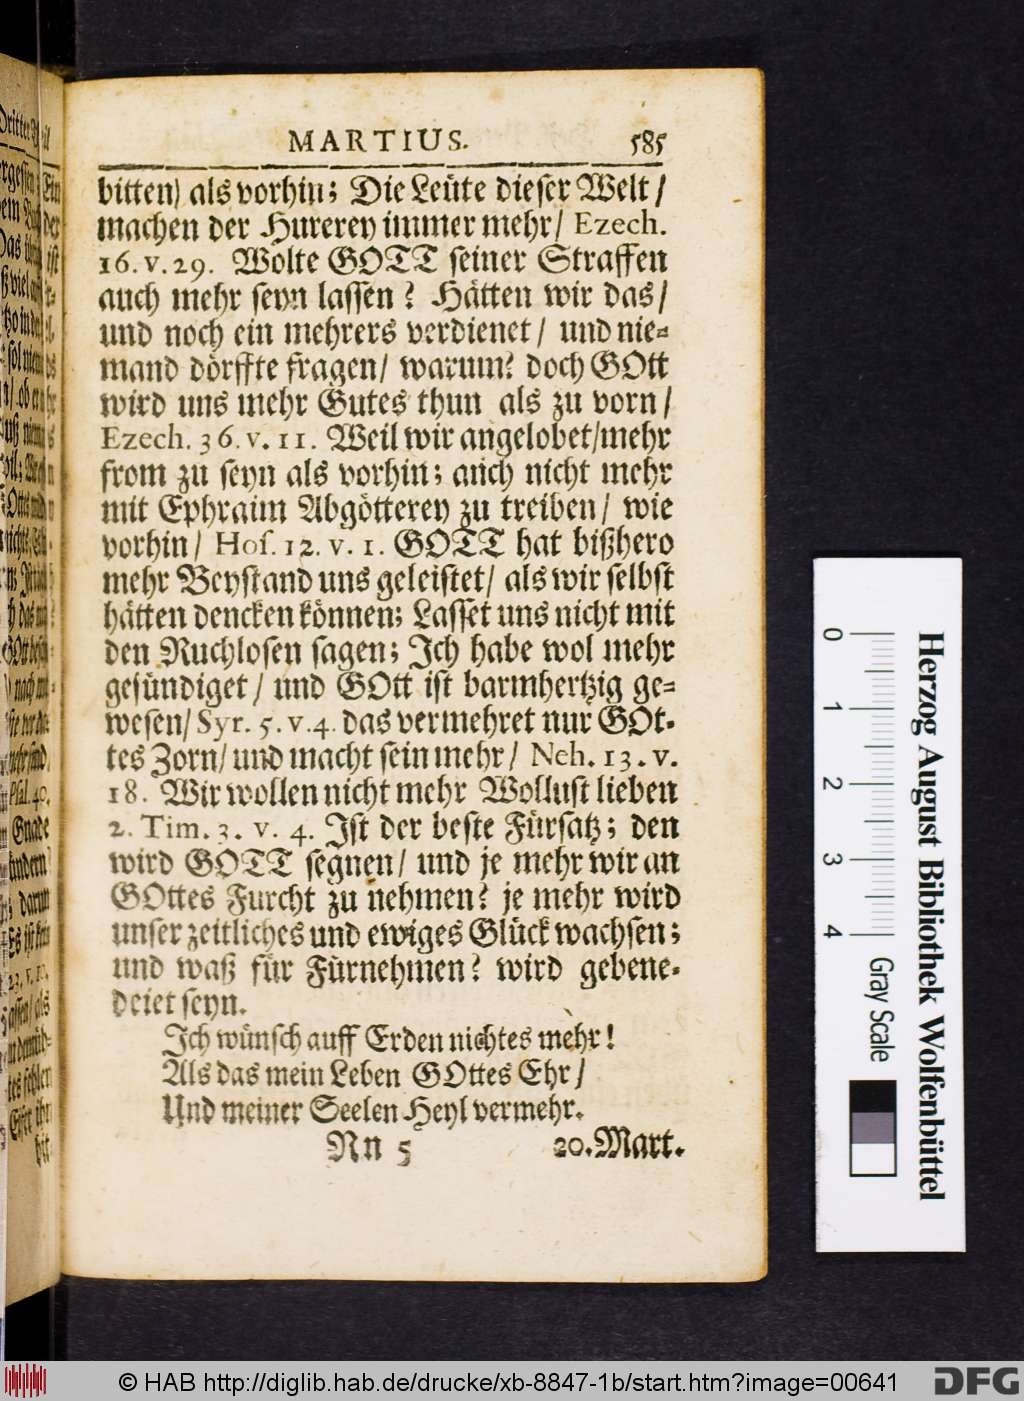 MARTIUS. 585
bitten/ als vorhin; Die Leüte dieser Welt/
machen der Hurerey immer mehr/ Ezech.
16. v. 29. Wolte GOTT seiner Straffen
auch mehr seyn lassen? Hätten wir das/
und noch ein mehrers verdienet/ und nie-
mand dörffte fragen/ warum? doch GOtt
wird uns mehr Gutes thun als zu vorn/
Ezech. 36. v. 11. Weil wir angelobet/mehr
from zu seyn als vorhin; auch nicht mehr
mit Ephraim Abgötterey zu treiben/ wie
vorhin/ Hos. 12. v. 1. GOTT hat bißhero
mehr Beystand uns geleistet/ als wir selbst
hätten dencken können; Lasset uns nicht mit
den Ruchlosen sagen; Ich habe wol mehr
gesündiget/ und GOtt ist barmhertzig ge-
wesen/ Syr. 5. v. 4. das vermehret nur GOt-
tes Zorn/ und macht sein mehr/ Neh. 13. v.
18. Wir wollen nicht mehr Wollust lieben
2. Tim. 3. v. 4. Ist der beste Fürsatz; den
wird GOTT segnen/ und je mehr wir an
GOttes Furcht zu nehmen? je mehr wird
unser zeitliches und ewiges Glück wachsen;
und waß für Fürnehmen? wird gebene-
deiet seyn.
Ich wünsch auff Erden nichtes mehr!
Als das mein Leben GOttes Ehr/
Und meiner Seelen Heyl vermehr.
Nn 5 20. Mart.
0 1 2 3 4
Gray Scale
Herzog August Bibliothek Wolfenbüttel
© HAB http://diglib.hab.de/drucke/xb-8847-1b/start.htm?image=00641
DFG